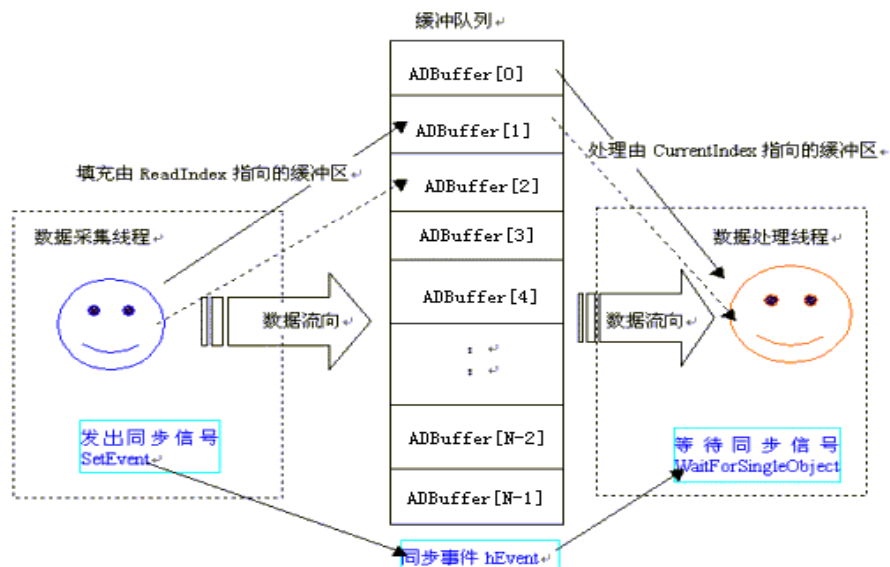 缓冲队列
ADBuffer[0]
ADBuffer[1]
处理由 CurrentIndex 指向的缓冲区
填充由 ReadIndex 指向的缓冲区
ADBuffer[2]
数据采集线程
ADBuffer[3]
数据处理线程
ADBuffer[4]
数据流向
数据流向
:
:
发出同步信号
SetEvent
ADBuffer[N-2]
等待同步信号
WaitForSingleObject
ADBuffer[N-1]
同步事件 hEvent